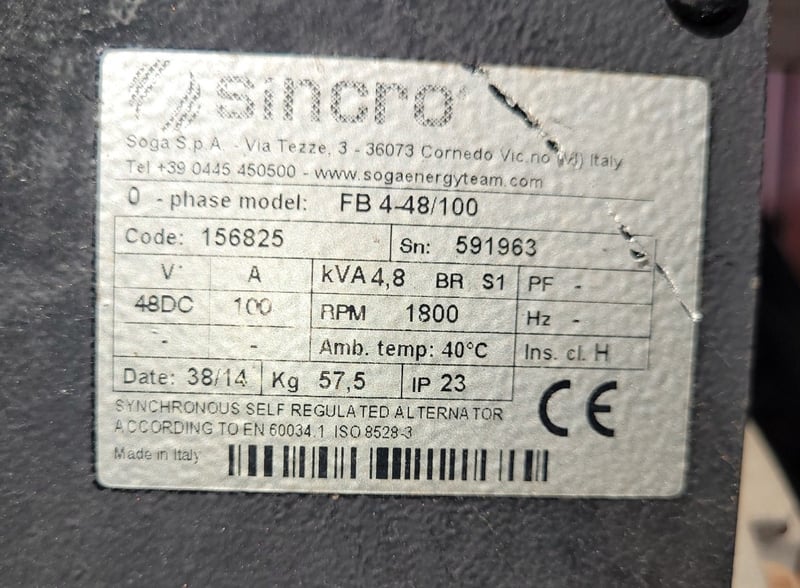 sincro
Soga S.p.A. - Via Tezze, 3 - 36073 Cornedo Vic.no (VI) Italy
Tel +39 0445 450500 - www.sogaenergyteam.com
0 - phase model: FB 4-48/100
Code: 156825 Sn: 591963
V A kVA 4,8 BR S1 PF -
48DC 100 RPM 1800 Hz -
- - Amb. temp: 40°C Ins. cl. H
Date: 38/14 Kg 57,5 IP 23
SYNCHRONOUS SELF REGULATED ALTERNATOR
ACCORDING TO EN 60034.1 ISO 8528-3
CE
Made in Italy